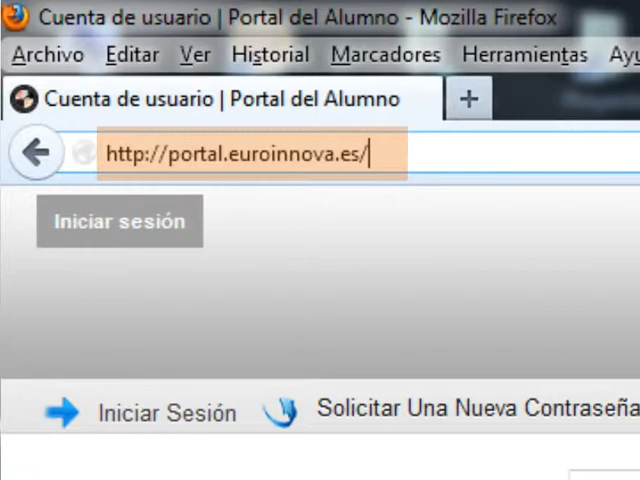 Cuenta de usuario | Portal del Alumno - Mozilla Firefox
Archivo Editar Ver Historial Marcadores Herramientas
Cuenta de usuario | Portal del Alumno +
http://portal.euroinnova.es/
Iniciar sesión
Iniciar Sesión Solicitar Una Nueva Contraseña